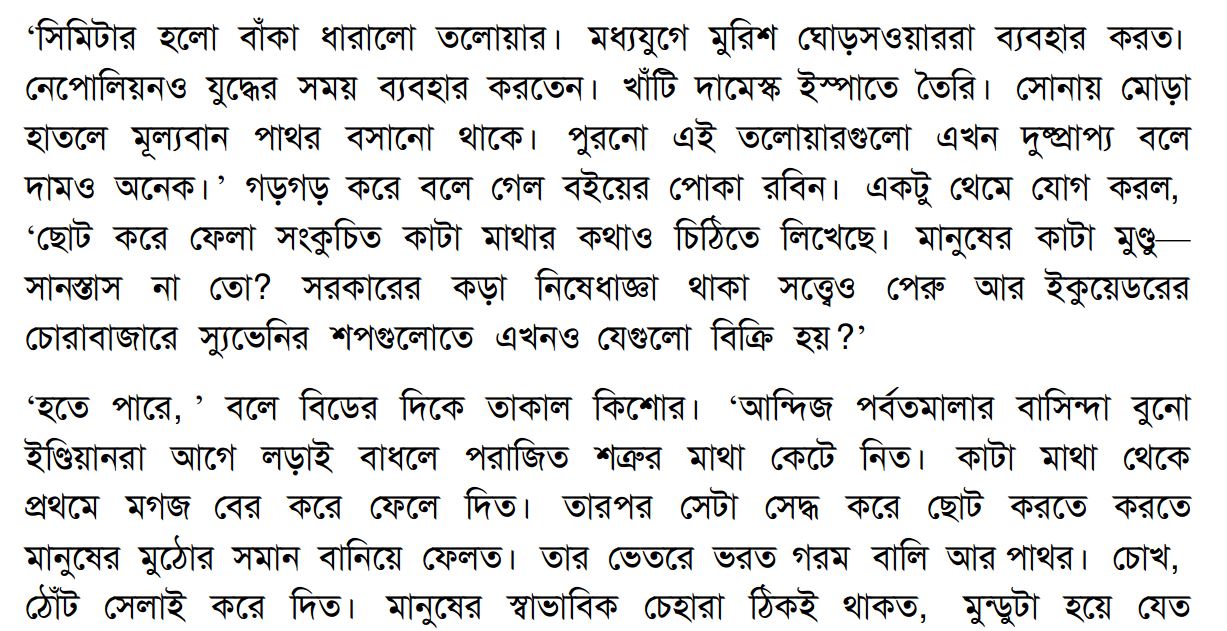 ‘সিমিটার হলো বাঁকা ধারালো তলোয়ার। মধ্যযুগে মুরিশ ঘোড়সওয়াররা ব্যবহার করত।
নেপোলিয়নও যুদ্ধের সময় ব্যবহার করতেন। খাঁটি দামেস্ক ইস্পাতে তৈরি। সোনায় মোড়া
হাতলে মূল্যবান পাথর বসানো থাকে। পুরনো এই তলোয়ারগুলো এখন দুষ্প্রাপ্য বলে
দামও অনেক।’ গড়গড় করে বলে গেল বইয়ের পোকা রবিন। একটু থেমে যোগ করল,
‘ছোট করে ফেলা সংকুচিত কাটা মাথার কথাও চিঠিতে লিখেছে। মানুষের কাটা মুণ্ডু—
সানস্তাস না তো? সরকারের কড়া নিষেধাজ্ঞা থাকা সত্ত্বেও পেরু আর ইকুয়েডরের
চোরাবাজারে স্যুভেনির শপগুলোতে এখনও যেগুলো বিক্রি হয়?’
‘হতে পারে, ’ বলে বিডের দিকে তাকাল কিশোর। ‘আন্দিজ পর্বতমালার বাসিন্দা বুনো
ইণ্ডিয়ানরা আগে লড়াই বাধলে পরাজিত শত্রুর মাথা কেটে নিত। কাটা মাথা থেকে
প্রথমে মগজ বের করে ফেলে দিত। তারপর সেটা সেদ্ধ করে ছোট করতে করতে
মানুষের মুঠোর সমান বানিয়ে ফেলত। তার ভেতরে ভরত গরম বালি আর পাথর। চোখ,
ঠোঁট সেলাই করে দিত। মানুষের স্বাভাবিক চেহারা ঠিকই থাকত, মুন্ডুটা হয়ে যেত